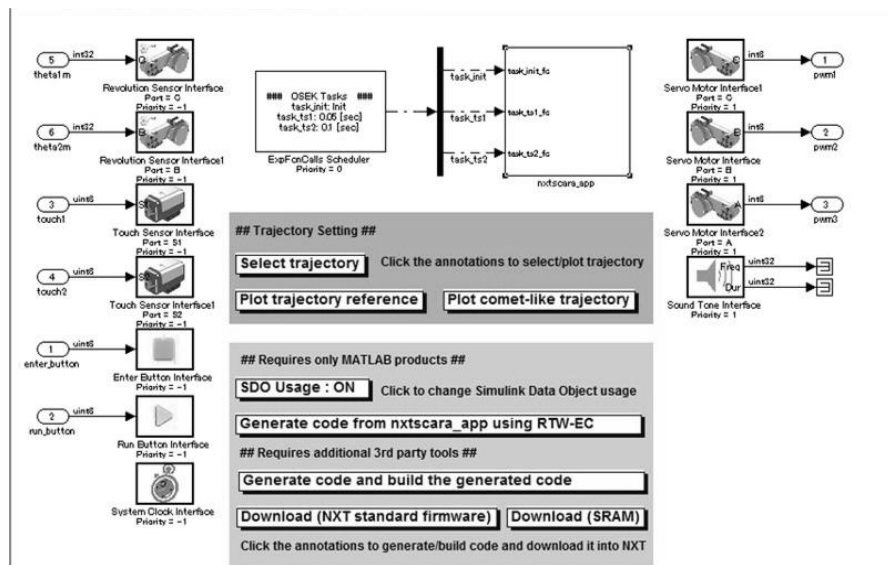 5
int32
theta1m
C
Revolution Sensor Interface
Port = C
Priority = -1
6
int32
theta2m
B
Revolution Sensor Interface1
Port = B
Priority = -1
3
uint8
touch1
S1
Touch Sensor Interface
Port = S1
Priority = -1
4
uint8
touch2
S2
Touch Sensor Interface1
Port = S2
Priority = -1
1
uint8
enter_button
Enter Button Interface
Priority = -1
2
uint8
run_button
Run Button Interface
Priority = -1
System Clock Interface
Priority = -1
### OSEK Tasks ###
task_init: Init
task_ts1: 0.05 [sec]
task_ts2: 0.1 [sec]
ExpFcnCalls Scheduler
Priority = 0
task_init
task_ts1
task_ts2
task_init_fc
task_ts1_fc
task_ts2_fc
nxtscara_app
## Trajectory Setting ##
Select trajectory
Click the annotations to select/plot trajectory
Plot trajectory reference
Plot comet-like trajectory
## Requires only MATLAB products ##
SDO Usage : ON
Click to change Simulink Data Object usage
Generate code from nxtscara_app using RTW-EC
## Requires additional 3rd party tools ##
Generate code and build the generated code
Download (NXT standard firmware)
Download (SRAM)
Click the annotations to generate/build code and download it into NXT
C
int8
1
pwm1
Servo Motor Interface1
Port = C
Priority = 1
B
int8
2
pwm2
Servo Motor Interface
Port = B
Priority = 1
A
int8
3
pwm3
Servo Motor Interface2
Port = A
Priority = 1
Freq
uint32
Dur
uint32
Sound Tone Interface
Priority = 1